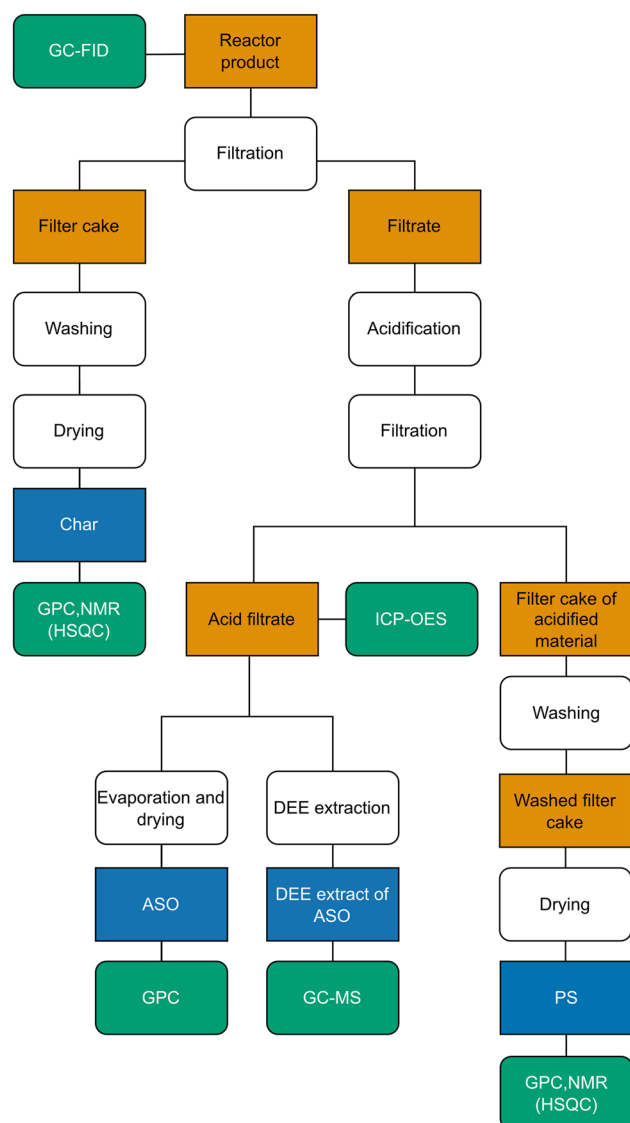 GC-FID
Reactor
product
Filtration
Filter cake
Filtrate
Washing
Acidification
Drying
Filtration
Char
GPC,NMR
(HSQC)
Acid filtrate
ICP-OES
Filter cake of
acidified
material
Washing
Evaporation and
drying
DEE extraction
Washed filter
cake
ASO
DEE extract of
ASO
Drying
GPC
GC-MS
PS
GPC,NMR
(HSQC)